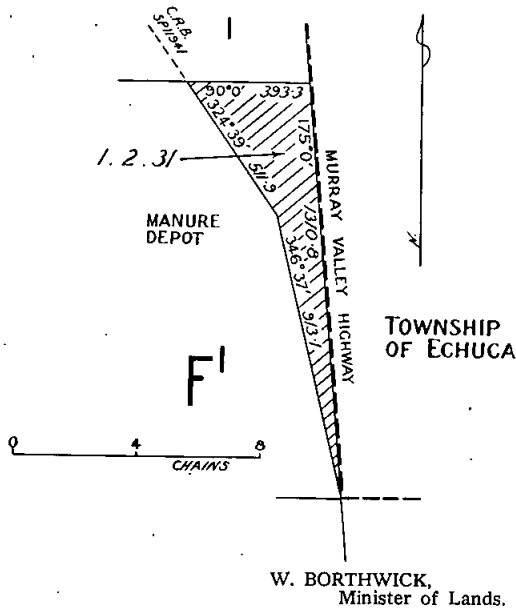 C.R.B.
SP11941
I
90°0' 393·3
324°39' 511·9
175°0' 1310·8
1.2.31
346°37' 913·1
MURRAY VALLEY HIGHWAY
MANURE
DEPOT
TOWNSHIP
OF ECHUCA
F¹
N
0 4 8
CHAINS
W. BORTHWICK,
Minister of Lands.